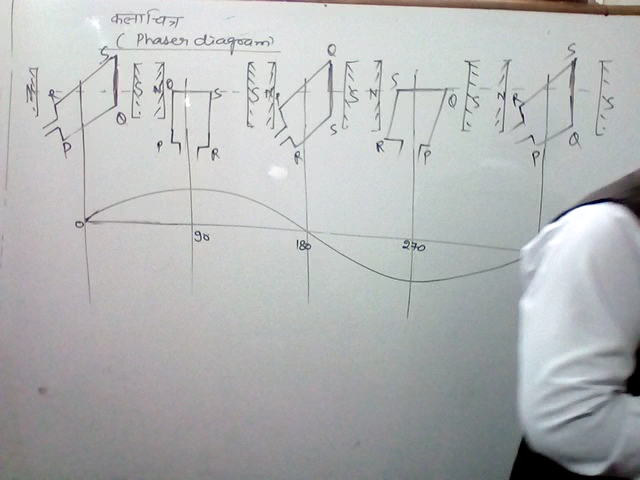 कलाचित्र
( Phaser diagram)
S Q S
N R S N Q S S N R S N S Q S N R S
Q P P R S P R P Q P
0 90 180 270